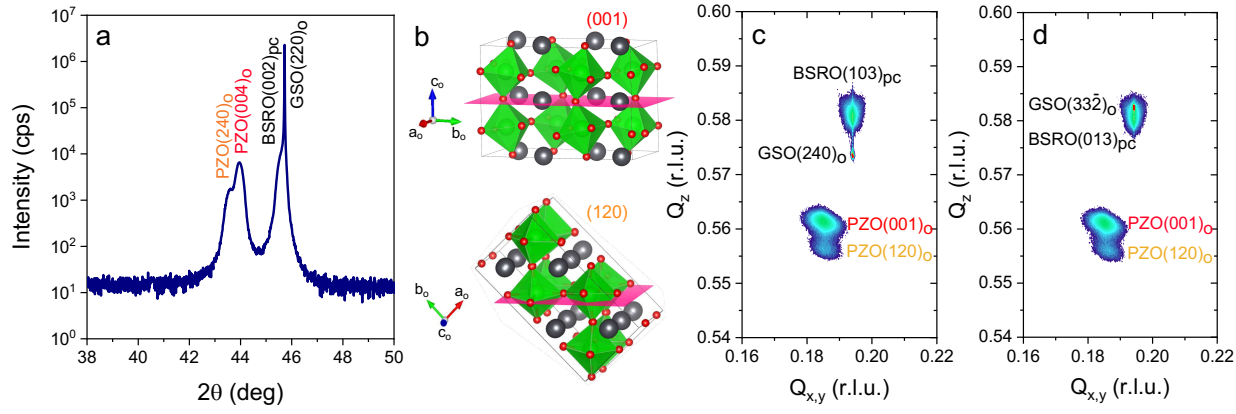 a
Intensity (cps)
10⁷
10⁶
10⁵
10⁴
10³
10²
10¹
10⁰
PZO(240)ₒ
PZO(004)ₒ
BSRO(002)pc
GSO(220)ₒ
38 40 42 44 46 48 50
2θ (deg)
b
(001)
cₒ
aₒ
bₒ
(120)
bₒ
aₒ
cₒ
c
Q_z (r.l.u.)
0.60
0.59
0.58
0.57
0.56
0.55
0.54
BSRO(103)pc
GSO(240)ₒ
PZO(001)ₒ
PZO(120)ₒ
0.16 0.18 0.20 0.22
Qx,y (r.l.u.)
d
Q_z (r.l.u.)
0.60
0.59
0.58
0.57
0.56
0.55
0.54
GSO(332̄)ₒ
BSRO(013)pc
PZO(001)ₒ
PZO(120)ₒ
0.16 0.18 0.20 0.22
Qx,y (r.l.u.)